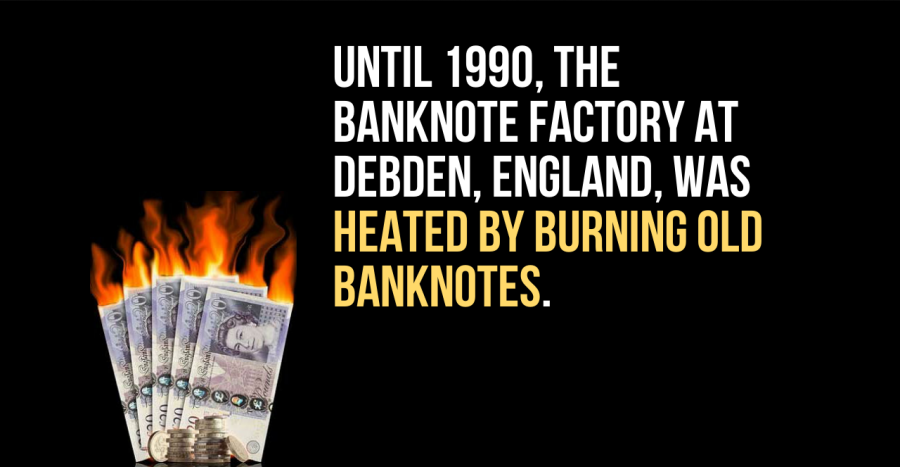 UNTIL 1990, THE
BANKNOTE FACTORY AT
DEBDEN, ENGLAND, WAS
HEATED BY BURNING OLD
BANKNOTES.